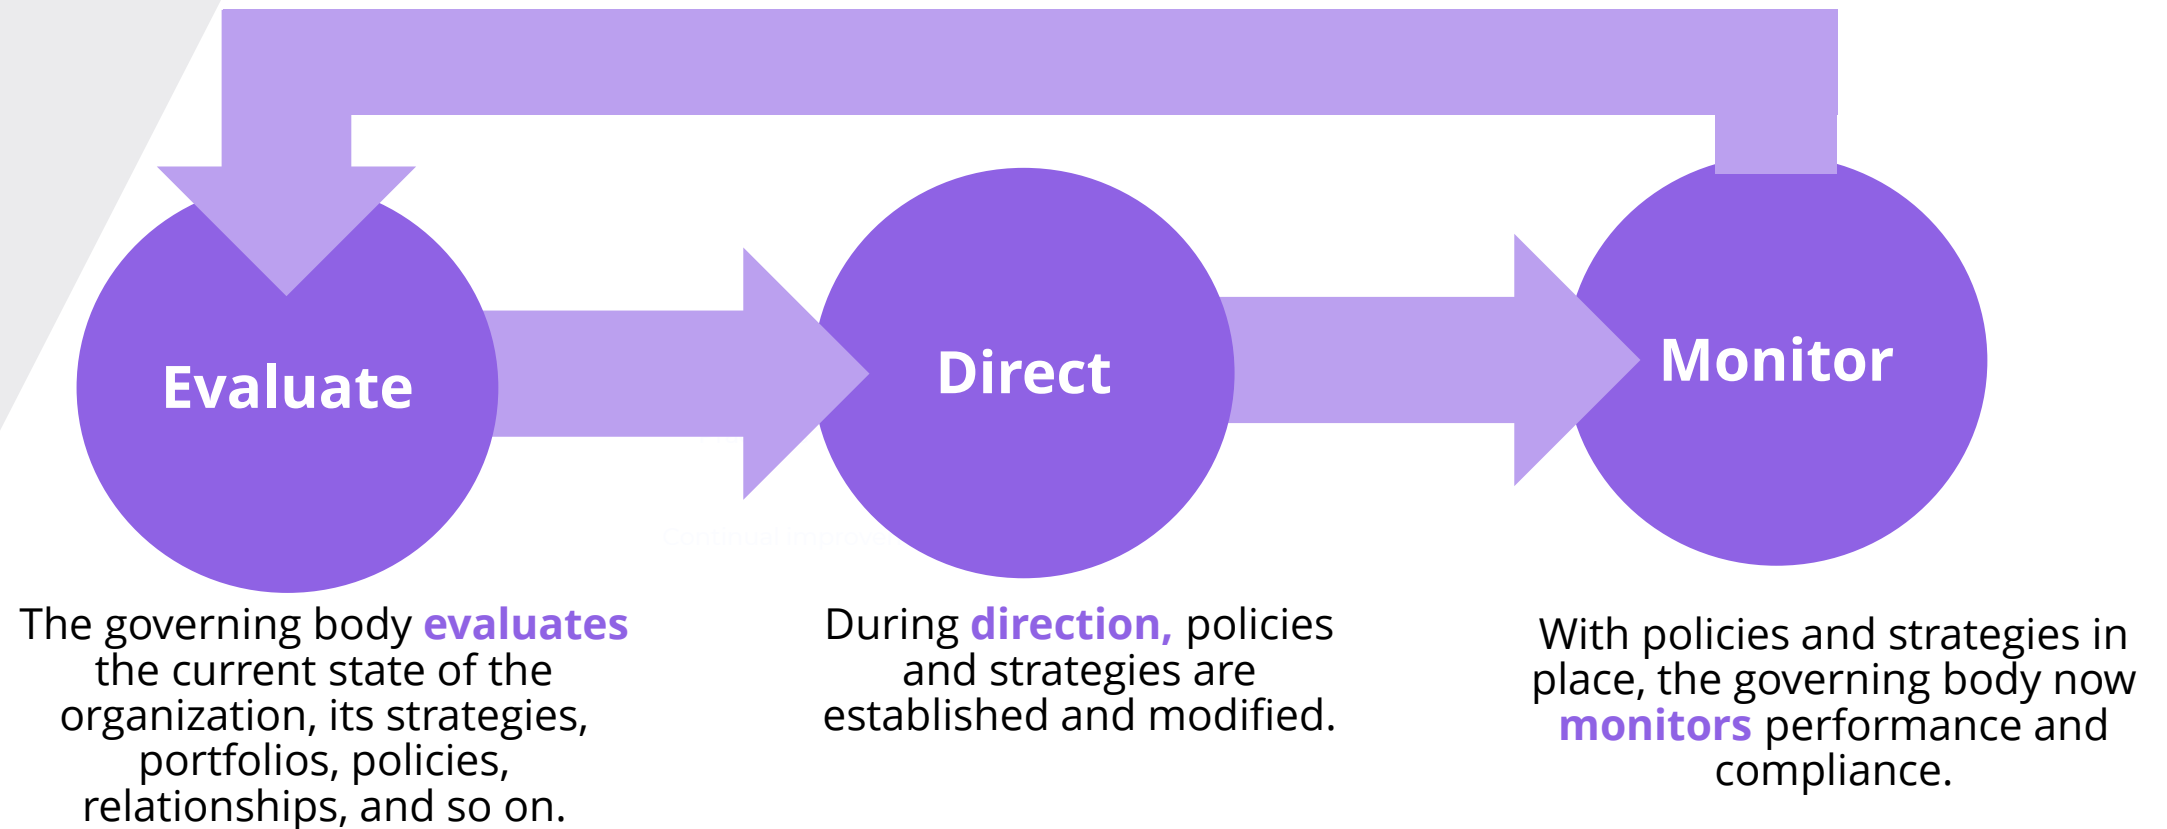 Evaluate
Direct
Monitor
The governing body evaluates
the current state of the
organization, its strategies,
portfolios, policies,
relationships, and so on.
During direction, policies
and strategies are
established and modified.
With policies and strategies in
place, the governing body now
monitors performance and
compliance.